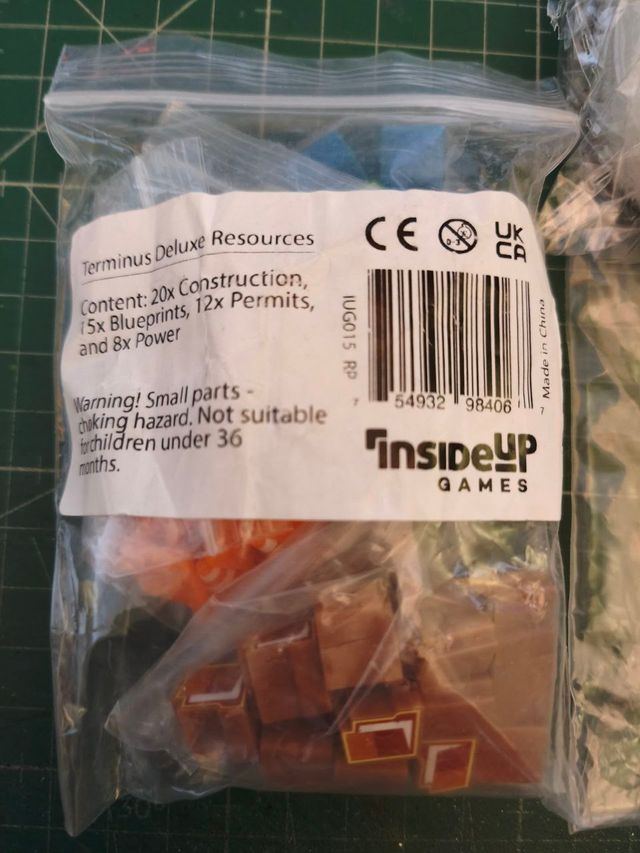 Terminus Deluxe Resources
Content: 20x Construction,
15x Blueprints, 12x Permits,
and 8x Power
Warning! Small parts -
choking hazard. Not suitable
for children under 36
months.
CE
0-3
UK
CA
IUG015 RP
7 54932 98406 7
Made in China
INSIDEUP
GAMES